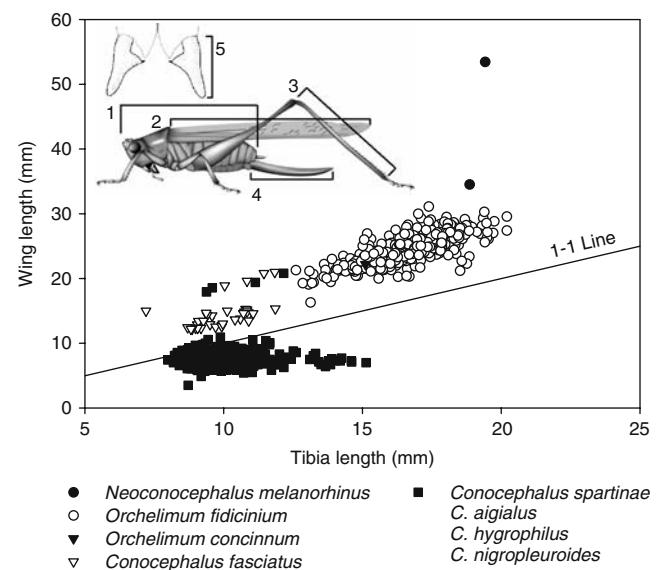 60
50
40
30
20
10
0
Wing length (mm)
5
1
2
3
4
1-1 Line
5 10 15 20 25
Tibia length (mm)
Neoconocephalus melanorhinus
Orchelimum fidicinium
Orchelimum concinnum
Conocephalus fasciatus
Conocephalus spartinae
C. aigialus
C. hygrophilus
C. nigropleuroides